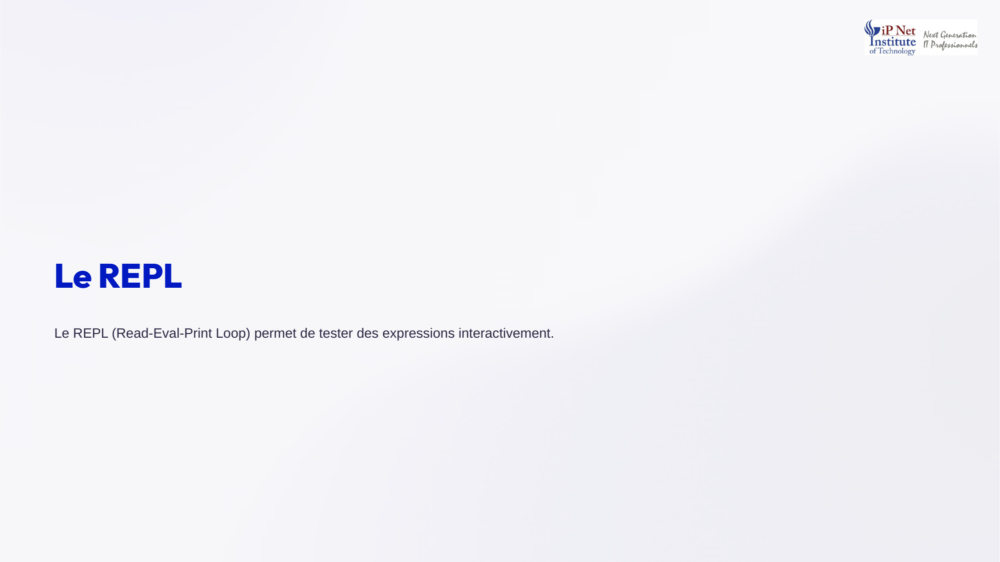 iP Net
Institute
of Technology
Next Generation
IT Professionnels
Le REPL
Le REPL (Read-Eval-Print Loop) permet de tester des expressions interactivement.